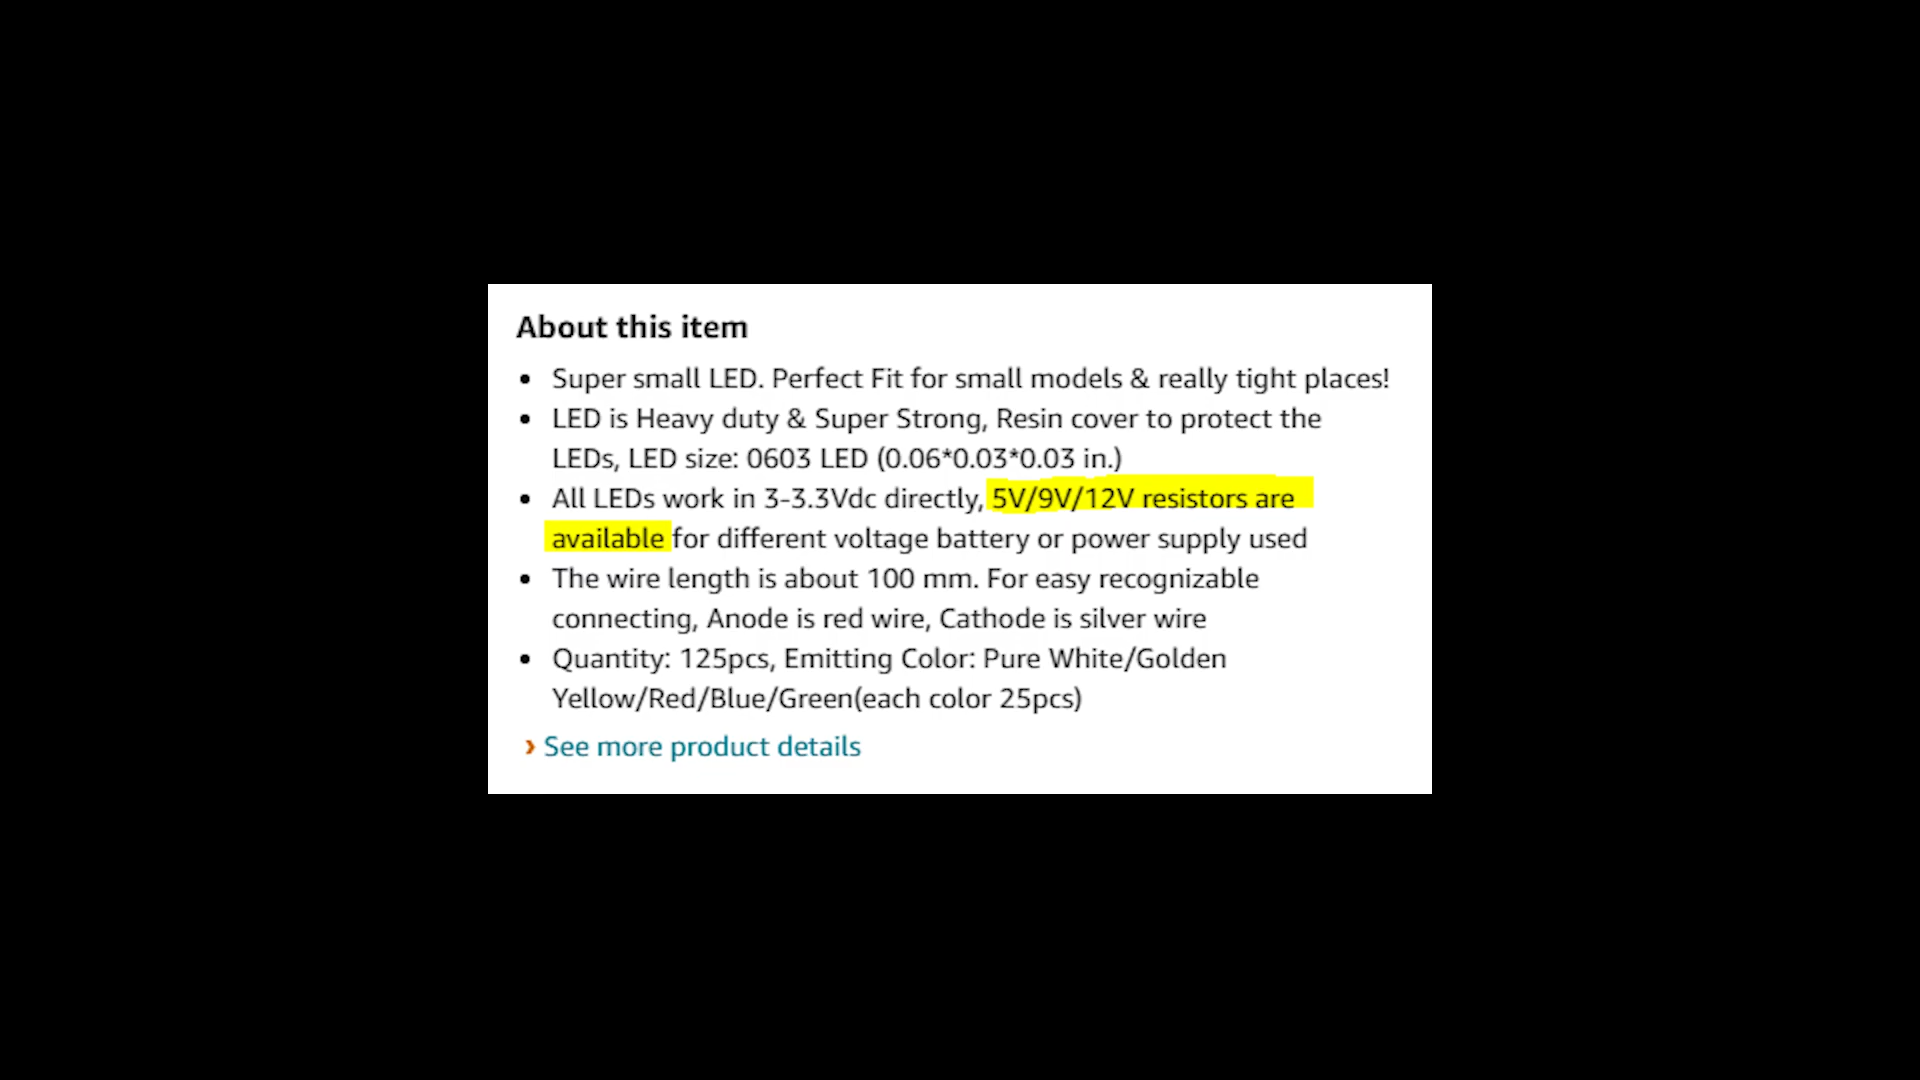 About this item
• Super small LED. Perfect Fit for small models & really tight places!
• LED is Heavy duty & Super Strong, Resin cover to protect the
LEDs, LED size: 0603 LED (0.06*0.03*0.03 in.)
• All LEDs work in 3-3.3Vdc directly, 5V/9V/12V resistors are
available for different voltage battery or power supply used
• The wire length is about 100 mm. For easy recognizable
connecting, Anode is red wire, Cathode is silver wire
• Quantity: 125pcs, Emitting Color: Pure White/Golden
Yellow/Red/Blue/Green(each color 25pcs)
› See more product details